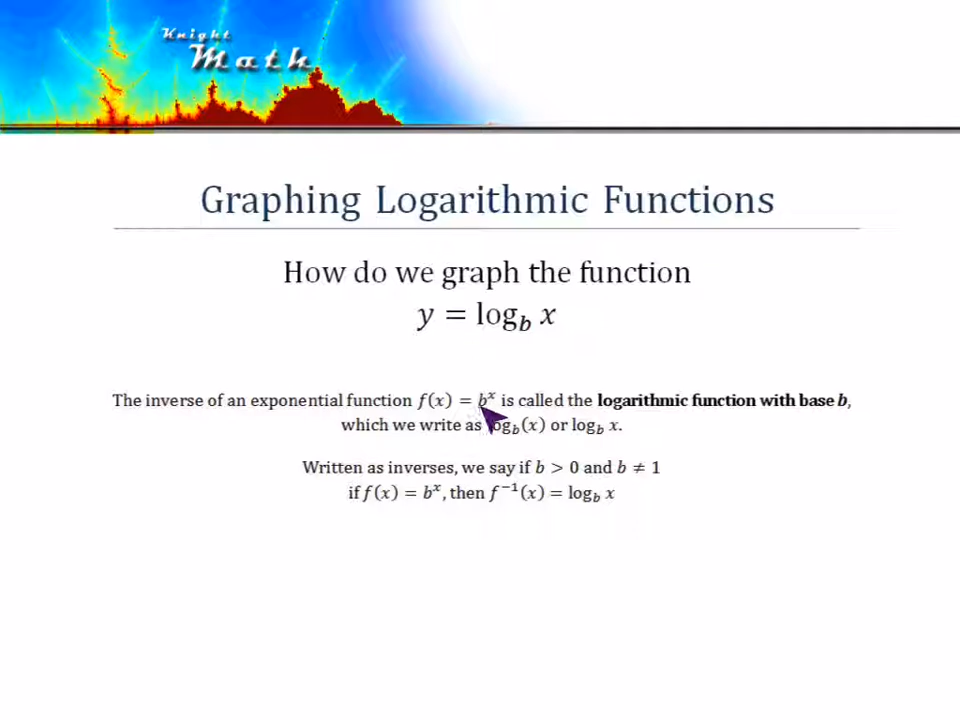 Knight
Math
Graphing Logarithmic Functions
How do we graph the function
y = log_b x
The inverse of an exponential function f(x) = b^x is called the logarithmic function with base b,
which we write as log_b(x) or log_b x.
Written as inverses, we say if b > 0 and b ≠ 1
if f(x) = b^x, then f^{-1}(x) = log_b x